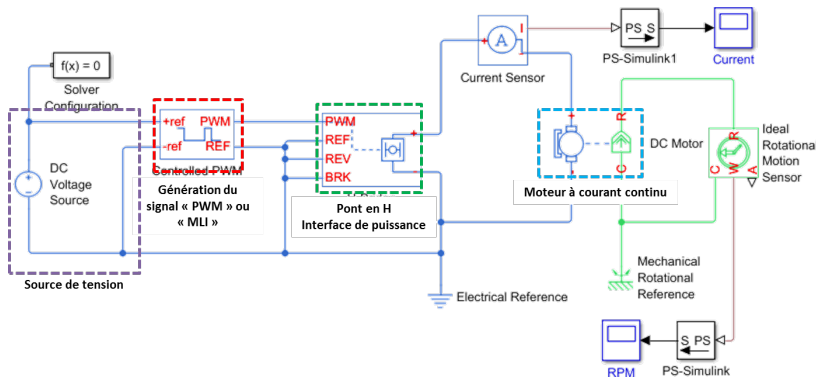 f(x) = 0
Solver
Configuration
+ref
PWM
-ref
REF
Controlled PWM
Génération du
signal « PWM » ou
« MLI »
DC
Voltage
Source
Source de tension
PWM
REF
REV
BRK
+
-
Pont en H
Interface de puissance
+
A
I
-
Current Sensor
PS S
PS-Simulink1
Current
+
-
R
C
DC Motor
Moteur à courant continu
R
C
W
A
Ideal
Rotational
Motion
Sensor
Mechanical
Rotational
Reference
Electrical Reference
RPM
S PS
PS-Simulink